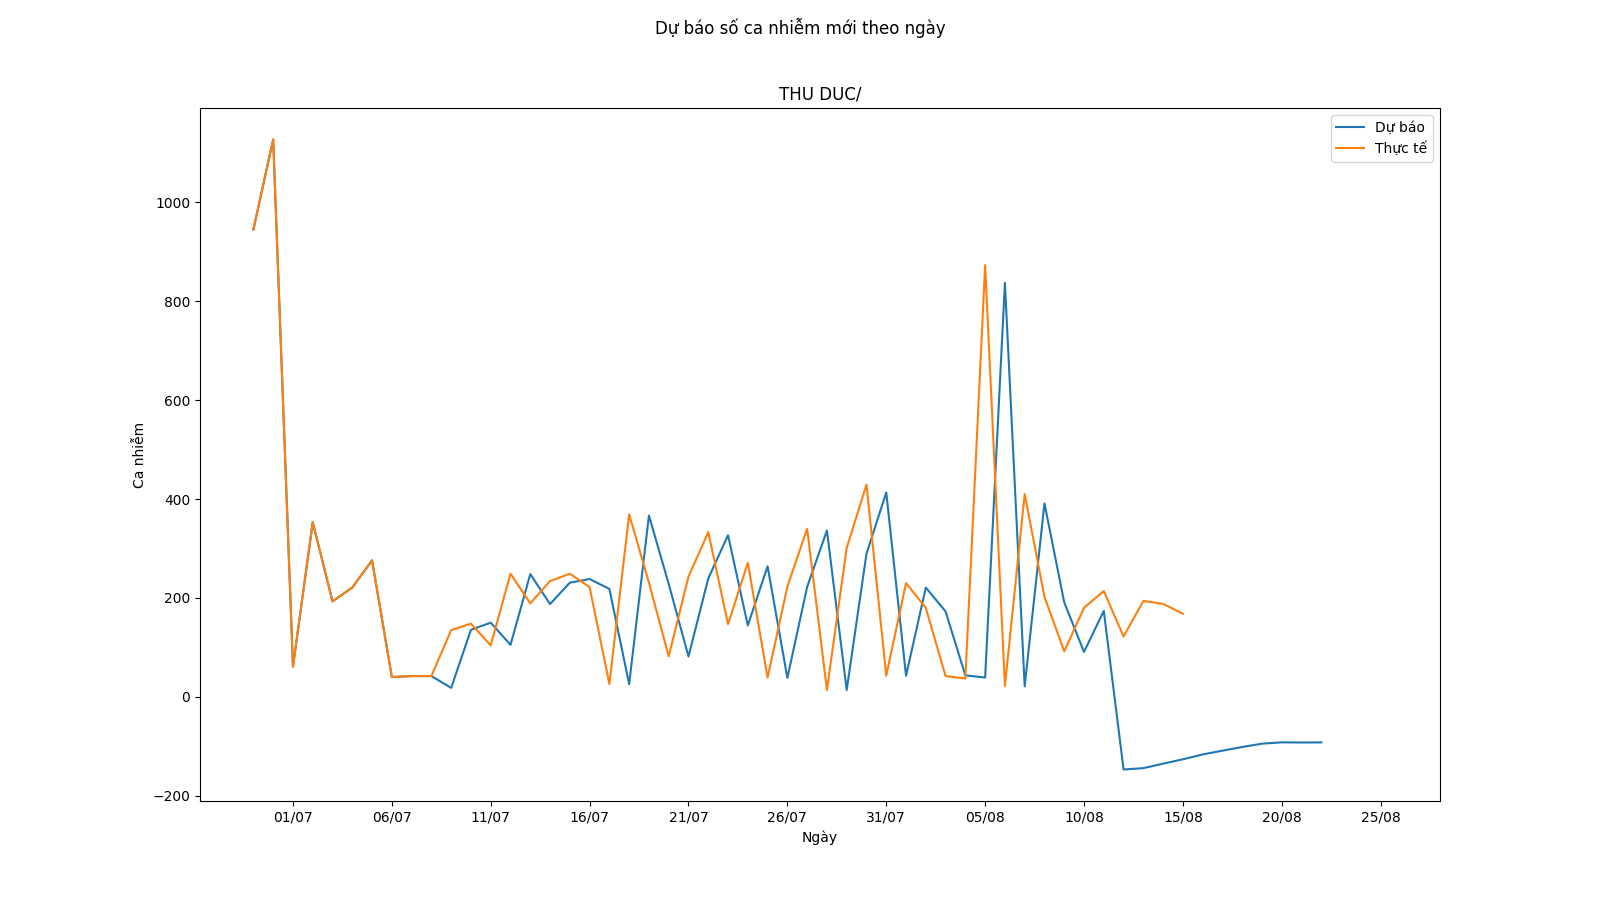 Dự báo số ca nhiễm mới theo ngày
THU DUC/
Dự báo
Thực tế
1000
800
600
400
200
0
−200
Ca nhiễm
01/07 06/07 11/07 16/07 21/07 26/07 31/07 05/08 10/08 15/08 20/08 25/08
Ngày